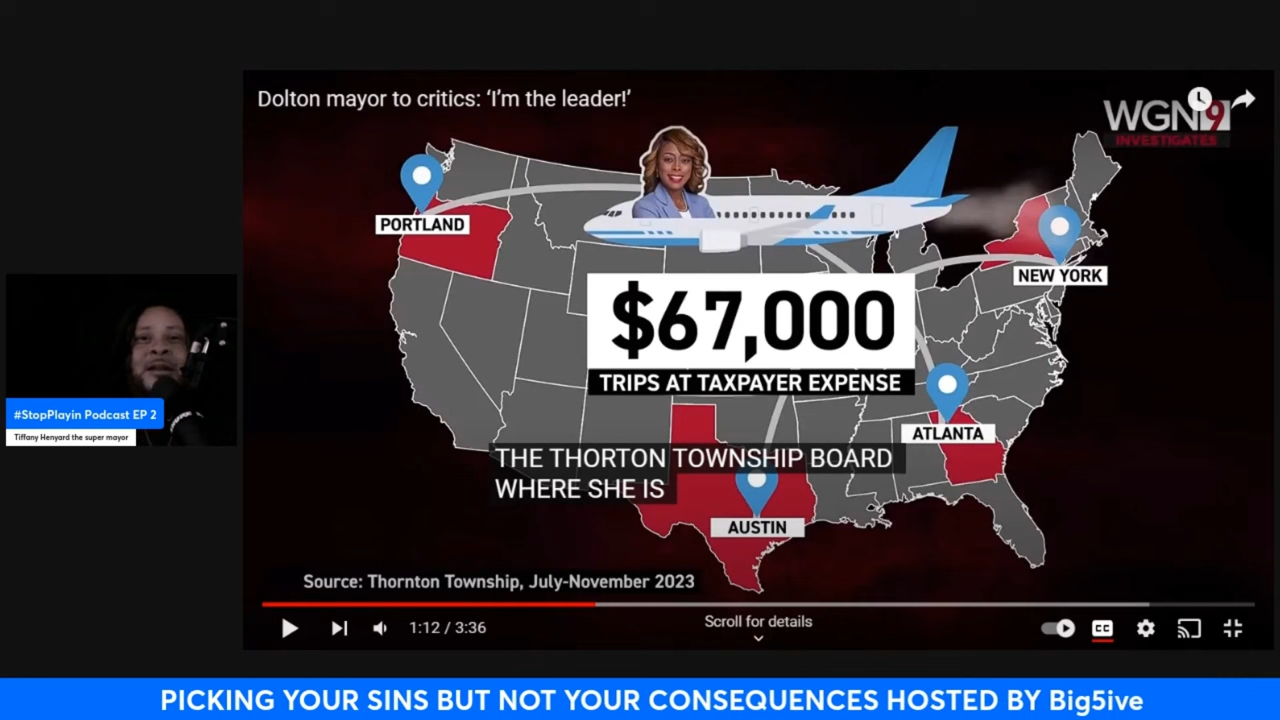 Dolton mayor to critics: ‘I’m the leader!’
WGN9
INVESTIGATES
PORTLAND
NEW YORK
$67,000
TRIPS AT TAXPAYER EXPENSE
ATLANTA
THE THORTON TOWNSHIP BOARD
WHERE SHE IS
AUSTIN
#StopPlayin Podcast EP 2
Tiffany Henyard the super mayor
Source: Thornton Township, July-November 2023
1:12 / 3:36
Scroll for details
CC
PICKING YOUR SINS BUT NOT YOUR CONSEQUENCES HOSTED BY Big5ive